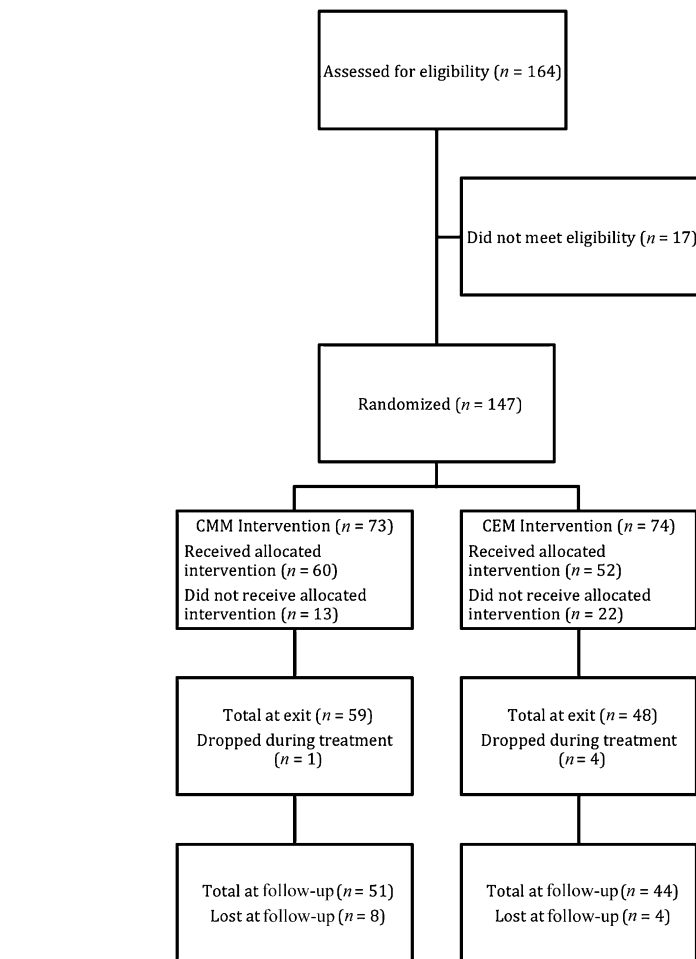 Assessed for eligibility (n = 164)
Did not meet eligibility (n = 17)
Randomized (n = 147)
CMM Intervention (n = 73)
Received allocated
intervention (n = 60)
Did not receive allocated
intervention (n = 13)
CEM Intervention (n = 74)
Received allocated
intervention (n = 52)
Did not receive allocated
intervention (n = 22)
Total at exit (n = 59)
Dropped during treatment
(n = 1)
Total at exit (n = 48)
Dropped during treatment
(n = 4)
Total at follow-up (n = 51)
Lost at follow-up (n = 8)
Total at follow-up (n = 44)
Lost at follow-up (n = 4)